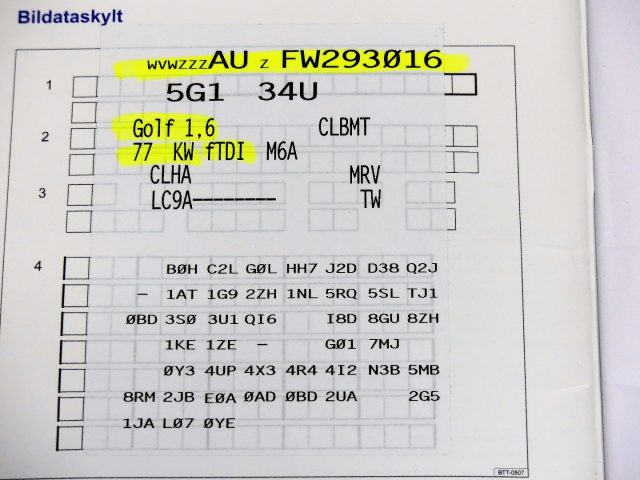 Bildataskylt
WVWZZZAU Z FW293Ø16
1
5G1 34U
2
Golf 1,6 CLBMT
77 KW fTDI M6A
CLHA MRV
3
LC9A-------- TW
4
BØH C2L GØL HH7 J2D D38 Q2J
- 1AT 1G9 2ZH 1NL 5RQ 5SL TJ1
ØBD 3SØ 3U1 QI6 I8D 8GU 8ZH
1KE 1ZE - GØ1 7MJ
ØY3 4UP 4X3 4R4 4I2 N3B 5MB
8RM 2JB EØA ØAD ØBD 2UA 2G5
1JA LØ7 ØYE
BTT-0507